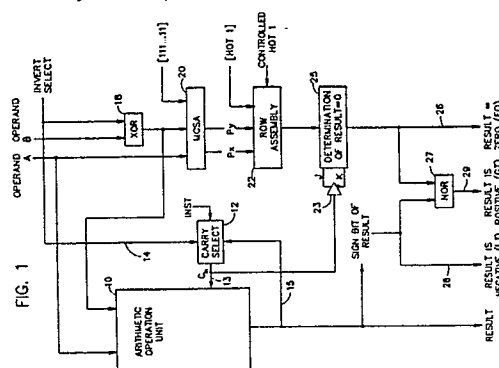 FIG. 1
OPERAND A
OPERAND B
INVERT SELECT
18
XOR
[111...11]
20
MCSA
Px
Py
[HOT 1]
CONTROLLED HOT 1
22
ROW ASSEMBLY
25
DETERMINATION OF RESULT=0
J
K
23
INST
12
CARRY SELECT
14
13
15
10
ARITHMETIC OPERATION UNIT
SIGN BIT OF RESULT
26
27
NOR
28
29
RESULT
RESULT IS NEGATIVE (LT)
RESULT IS POSITIVE (GT)
RESULT = ZERO (EQ)